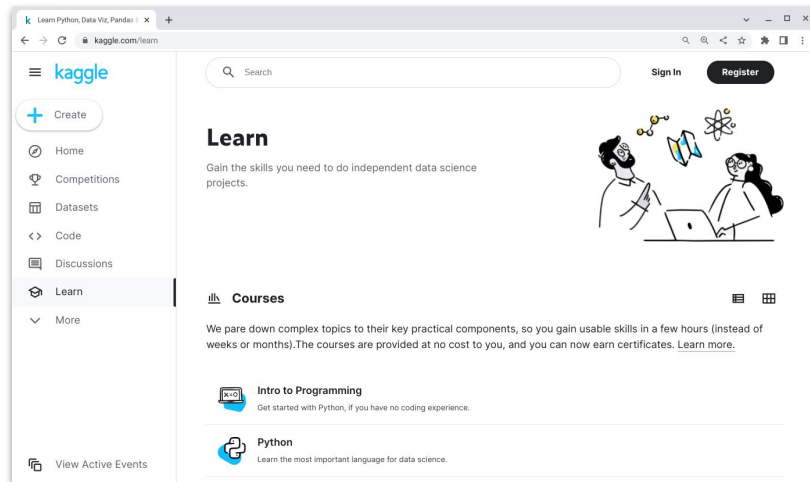 Learn Python, Data Viz, Pandas &
kaggle.com/learn
kaggle
Search
Sign In
Register
Create
Home
Competitions
Datasets
Code
Discussions
Learn
More
View Active Events
Learn
Gain the skills you need to do independent data science
projects.
Courses
We pare down complex topics to their key practical components, so you gain usable skills in a few hours (instead of
weeks or months).The courses are provided at no cost to you, and you can now earn certificates. Learn more.
Intro to Programming
Get started with Python, if you have no coding experience.
Python
Learn the most important language for data science.